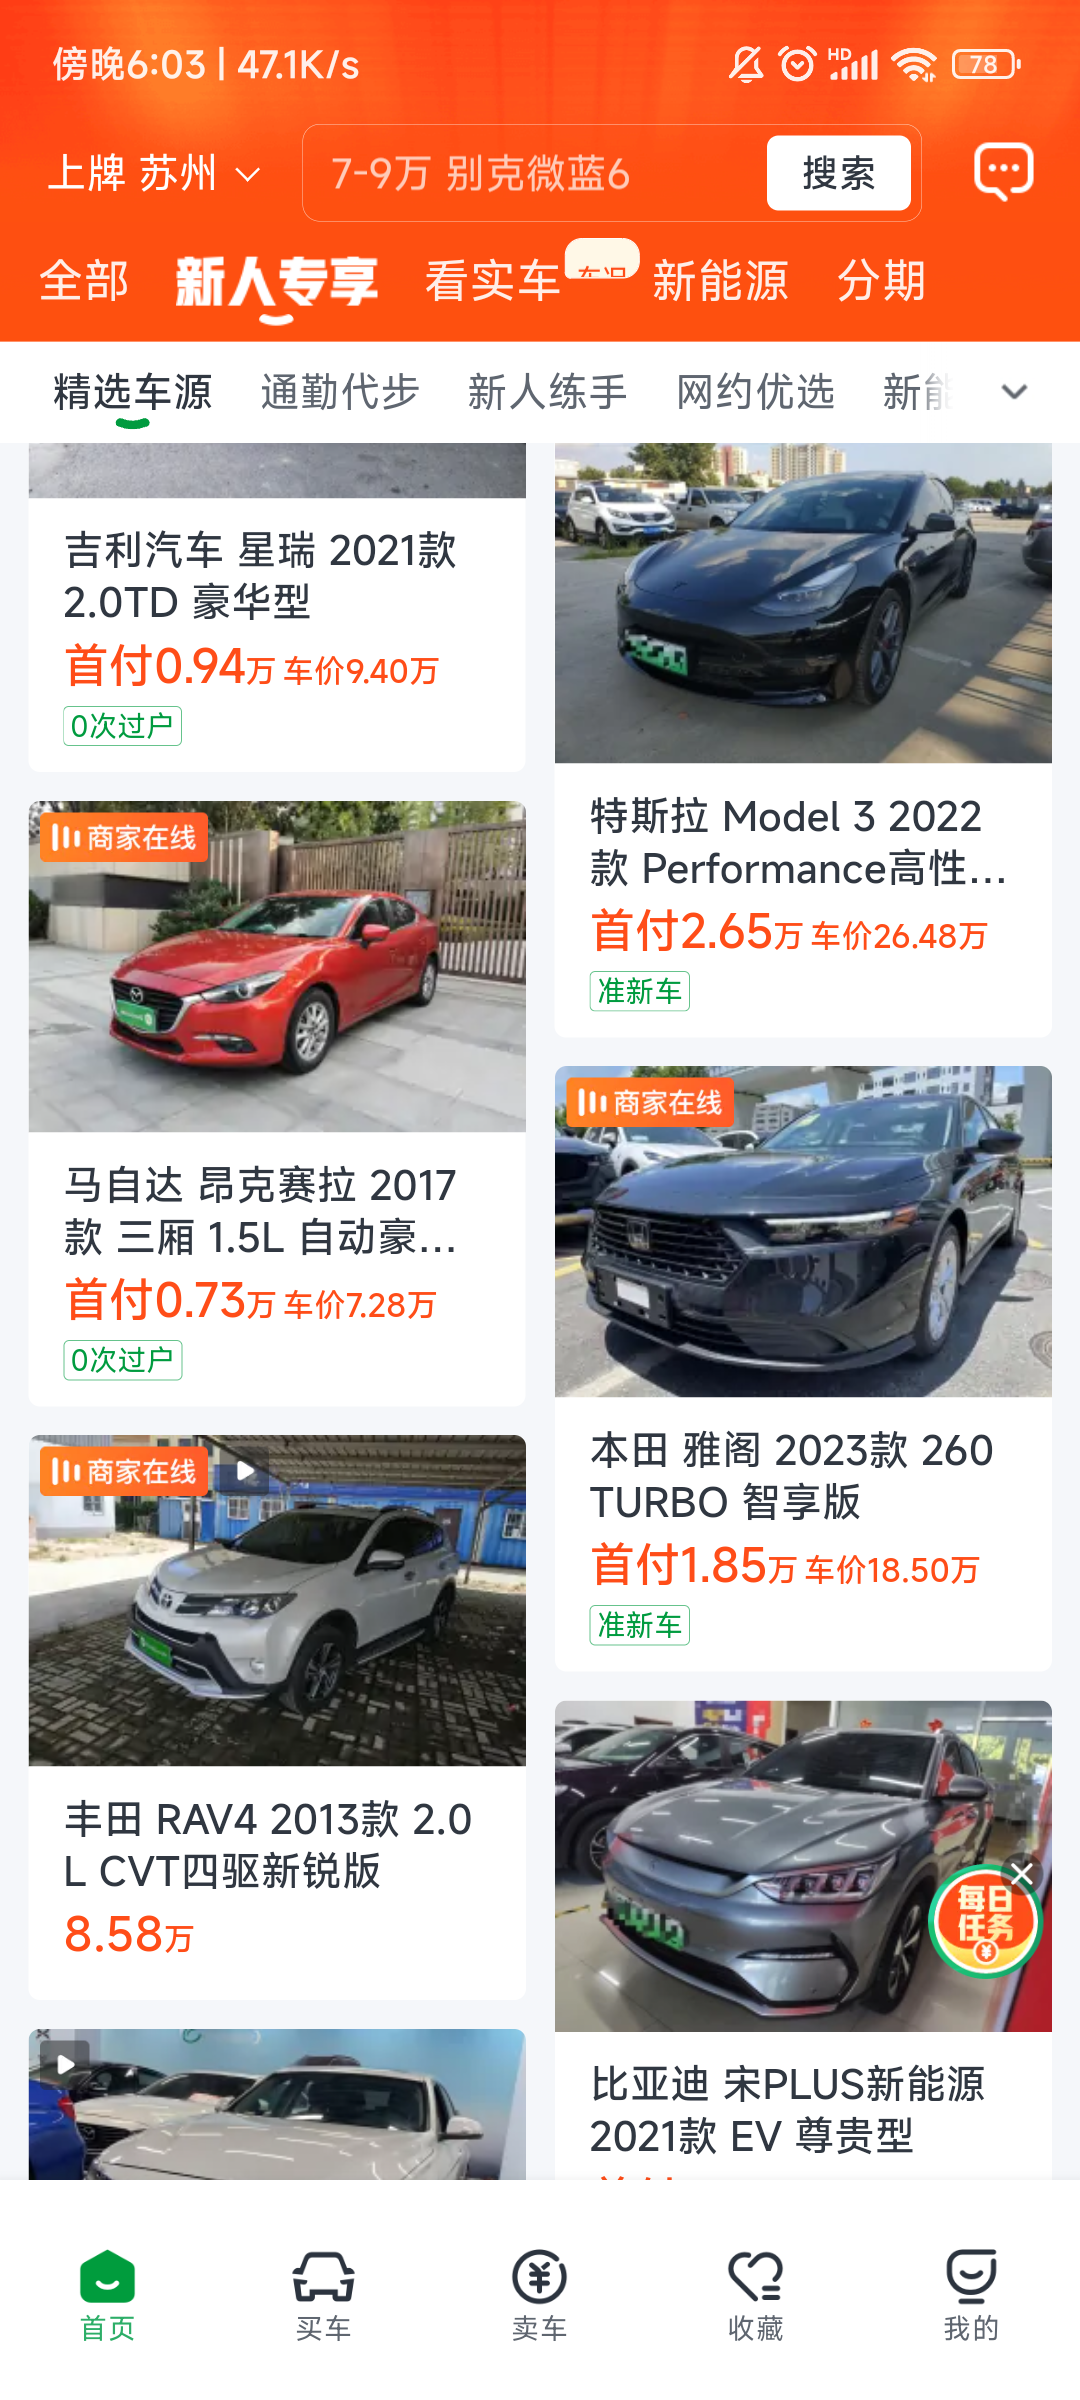 傍晚6:03 | 47.1K/s
HD
78
上牌 苏州
7-9万 别克微蓝6
搜索
全部
新人专享
看实车
车况
新能源
分期
精选车源
通勤代步
新人练手
网约优选
新能
吉利汽车 星瑞 2021款
2.0TD 豪华型
首付0.94万 车价9.40万
0次过户
特斯拉 Model 3 2022
款 Performance高性...
首付2.65万 车价26.48万
准新车
商家在线
马自达 昂克赛拉 2017
款 三厢 1.5L 自动豪...
首付0.73万 车价7.28万
0次过户
商家在线
本田 雅阁 2023款 260
TURBO 智享版
首付1.85万 车价18.50万
准新车
商家在线
丰田 RAV4 2013款 2.0
L CVT四驱新锐版
8.58万
每日
任务
比亚迪 宋PLUS新能源
2021款 EV 尊贵型
首页
买车
卖车
收藏
我的